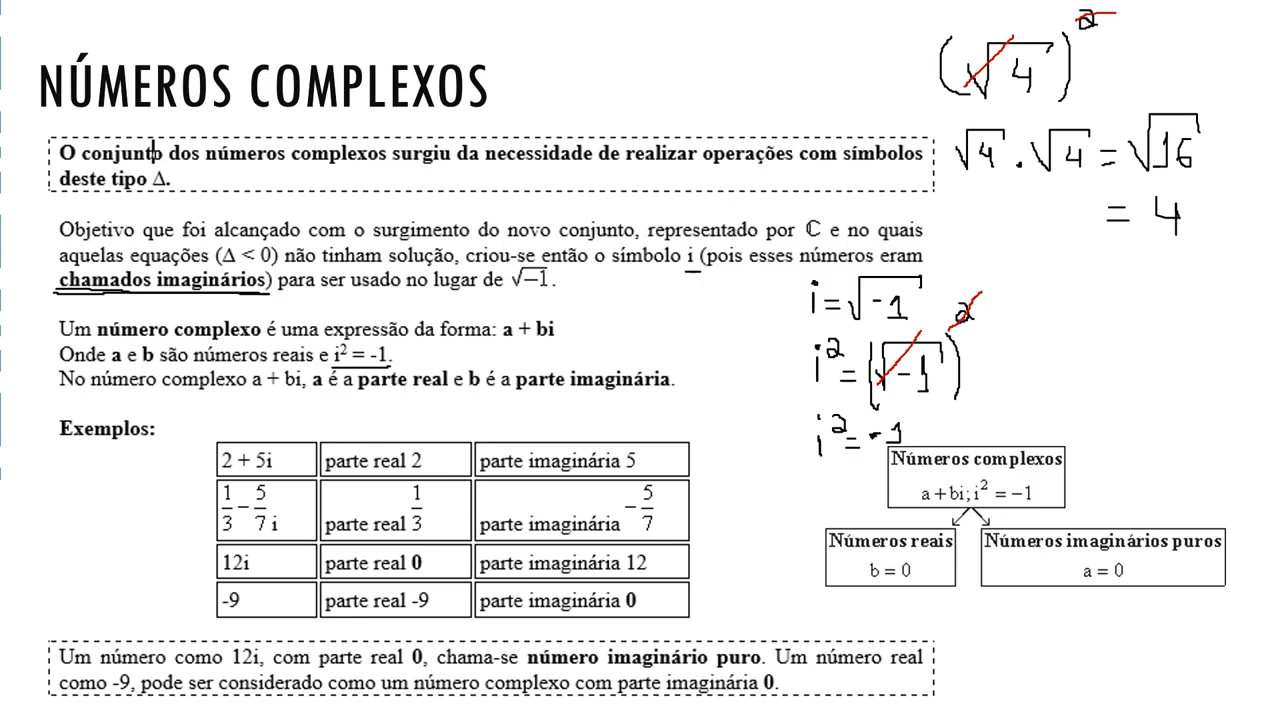 NÚMEROS COMPLEXOS
O conjunto dos números complexos surgiu da necessidade de realizar operações com símbolos
deste tipo Δ.
Objetivo que foi alcançado com o surgimento do novo conjunto, representado por ℂ e no quais
aquelas equações (Δ < 0) não tinham solução, criou-se então o símbolo i (pois esses números eram
chamados imaginários) para ser usado no lugar de √−1.
Um número complexo é uma expressão da forma: a + bi
Onde a e b são números reais e i² = -1.
No número complexo a + bi, a é a parte real e b é a parte imaginária.
Exemplos:
2 + 5i parte real 2 parte imaginária 5
1/3 − 5/7 i parte real 1/3 parte imaginária − 5/7
12i parte real 0 parte imaginária 12
-9 parte real -9 parte imaginária 0
Um número como 12i, com parte real 0, chama-se número imaginário puro. Um número real
como -9, pode ser considerado como um número complexo com parte imaginária 0.
(√4)²
√4 . √4 = √16
= 4
i = √-1
i² = (√-1)²
i² = -1
Números complexos
a + bi; i² = −1
Números reais
b = 0
Números imaginários puros
a = 0